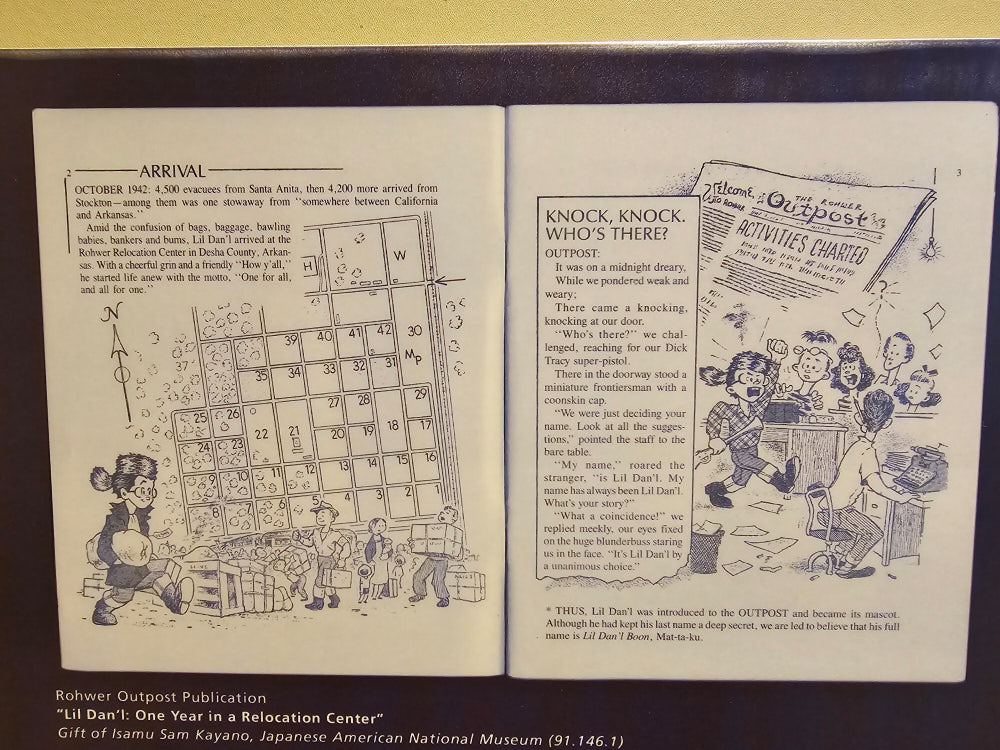 2
ARRIVAL
OCTOBER 1942: 4,500 evacuees from Santa Anita, then 4,200 more arrived from
Stockton—among them was one stowaway from “somewhere between California
and Arkansas.”
Amid the confusion of bags, baggage, bawling
babies, bankers and bums, Lil Dan’l arrived at the
Rohwer Relocation Center in Desha County, Arkan-
sas. With a cheerful grin and a friendly “How y’all,”
he started life anew with the motto, “One for all,
and all for one.”
N
H
W
39 40 41 42 30
37
MP
35 34 33 32 31
25 26 27 28 29
24 23 22 21 20 19 18 17
9 10 11 12 13 14 15 16
8 7 6 5 4 3 2 1
3
Welcome
TO ROHWER
THE ROHWER
Outpost
ACTIVITIES CHARTED
?
KNOCK, KNOCK.
WHO’S THERE?
OUTPOST:
It was on a midnight dreary,
While we pondered weak and
weary;
There came a knocking,
knocking at our door.
“Who’s there?” we chal-
lenged, reaching for our Dick
Tracy super-pistol.
There in the doorway stood a
miniature frontiersman with a
coonskin cap.
“We were just deciding your
name. Look at all the sugges-
tions,” pointed the staff to the
bare table.
“My name,” roared the
stranger, “is Lil Dan’l. My
name has always been Lil Dan’l.
What’s your story?”
“What a coincidence!” we
replied meekly, our eyes fixed
on the huge blunderbuss staring
us in the face. “It’s Lil Dan’l by
a unanimous choice.”
* THUS, Lil Dan’l was introduced to the OUTPOST and became its mascot.
Although he had kept his last name a deep secret, we are led to believe that his full
name is Lil Dan’l Boon, Mat-ta-ku.
Rohwer Outpost Publication
“Lil Dan’l: One Year in a Relocation Center”
Gift of Isamu Sam Kayano, Japanese American National Museum (91.146.1)